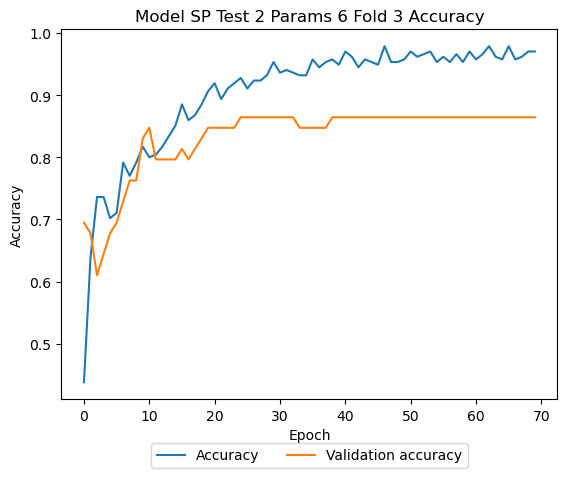 Model SP Test 2 Params 6 Fold 3 Accuracy
1.0
0.9
0.8
0.7
0.6
0.5
Accuracy
0 10 20 30 40 50 60 70
Epoch
Accuracy Validation accuracy